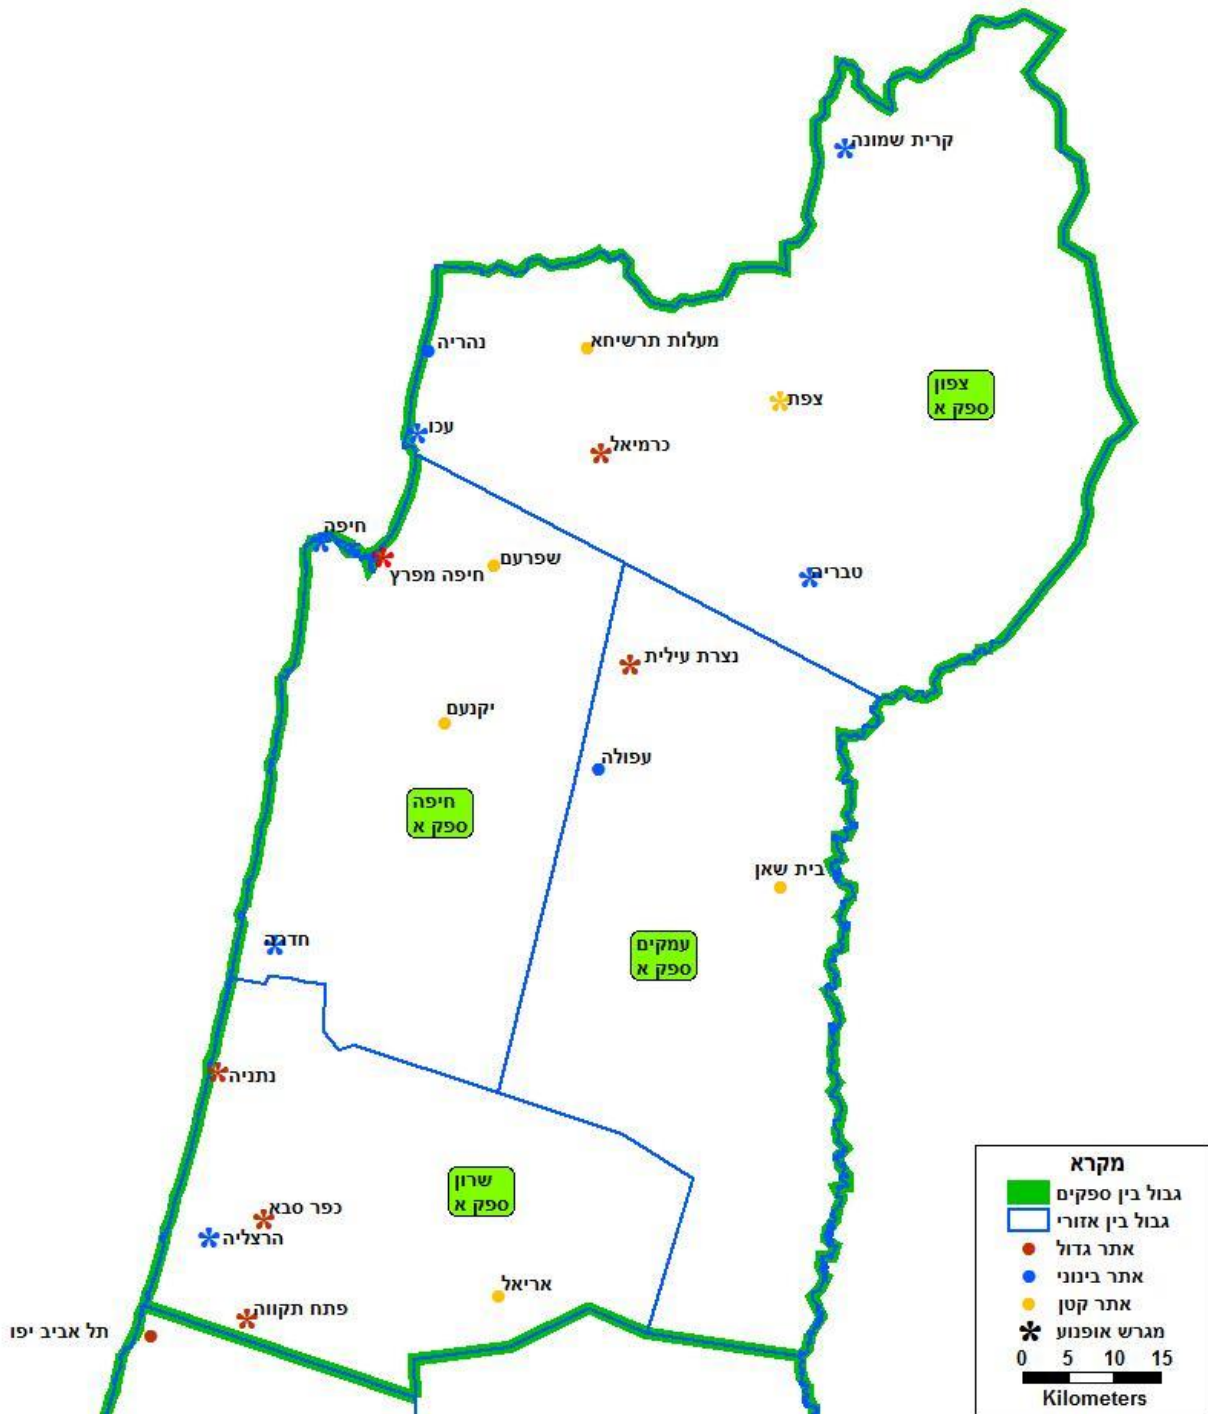 קרית שמונה
נהריה
מעלות תרשיחא
צפון
ספק א
צפת
עכו
כרמיאל
חיפה
שפרעם
חיפה מפרץ
טבריה
נצרת עילית
יקנעם
עפולה
חיפה
ספק א
בית שאן
חדרה
עמקים
ספק א
נתניה
שרון
ספק א
כפר סבא
הרצליה
אריאל
פתח תקווה
תל אביב יפו
מקרא
גבול בין ספקים
גבול בין אזורי
אתר גדול
אתר בינוני
אתר קטן
מגרש אופנוע
0 5 10 15
Kilometers